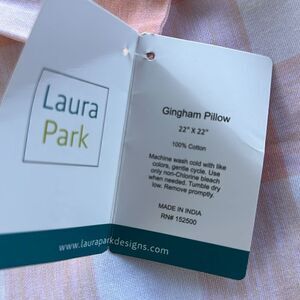 Laura
Park
www.lauraparkdesigns.com
Gingham Pillow
22" X 22"
100% Cotton
Machine wash cold with like
colors, gentle cycle. Use
only non-Chlorine bleach
when needed. Tumble dry
low. Remove promptly.
MADE IN INDIA
RN# 152500